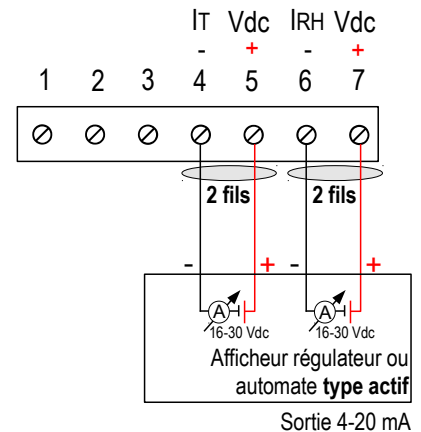 IT Vdc IRH Vdc
- + - +
1 2 3 4 5 6 7
2 fils 2 fils
- + - +
A A
16-30 Vdc 16-30 Vdc
Afficheur régulateur ou
automate type actif
Sortie 4-20 mA